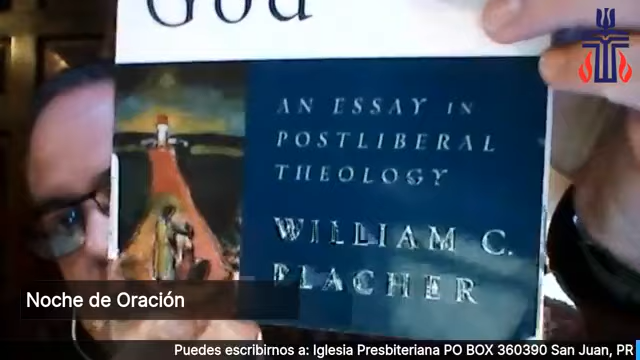 God
AN ESSAY IN
POSTLIBERAL
THEOLOGY
WILLIAM C.
PLACHER
Noche de Oración
Puedes escribirnos a: Iglesia Presbiteriana PO BOX 360390 San Juan, PR